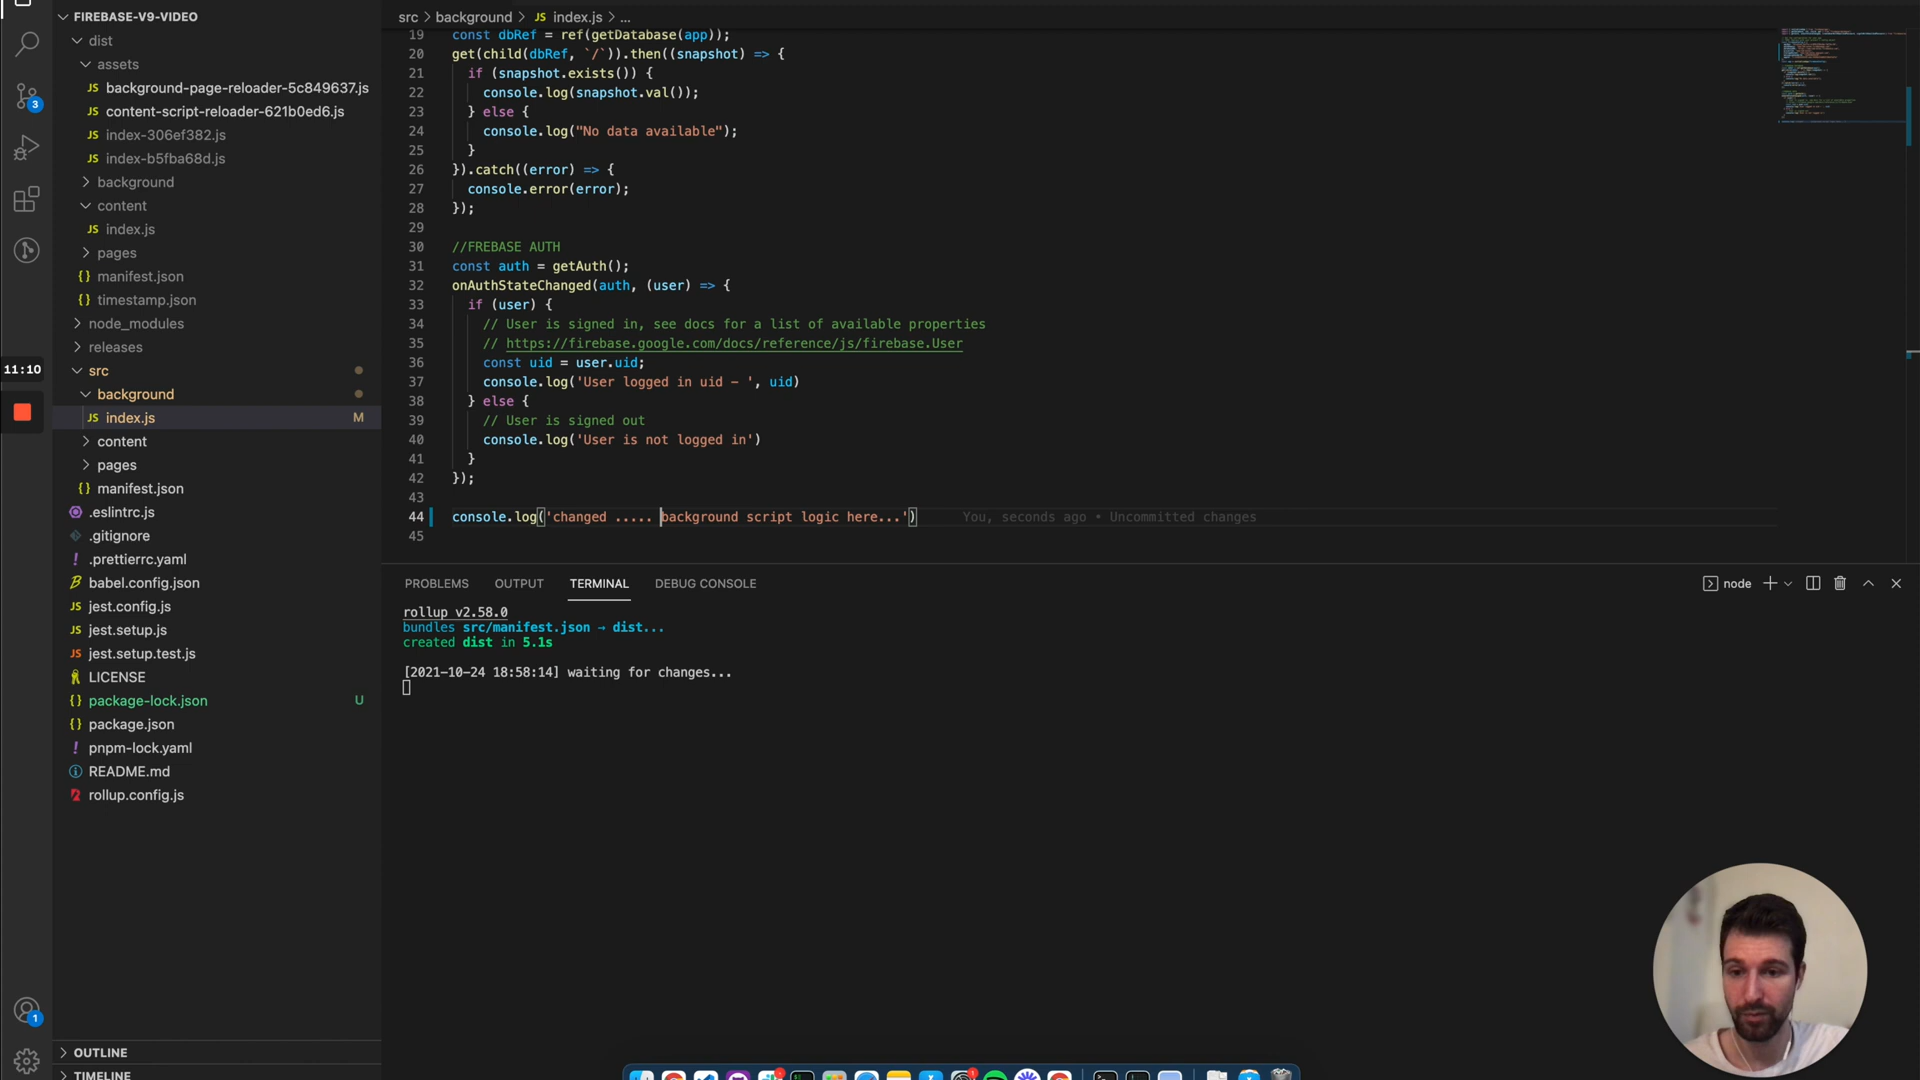 FIREBASE-V9-VIDEO
dist
assets
JS background-page-reloader-5c849637.js
JS content-script-reloader-621b0ed6.js
JS index-306ef382.js
JS index-b5fba68d.js
background
content
JS index.js
pages
{} manifest.json
{} timestamp.json
node_modules
releases
11:10
src
background
JS index.js M
content
pages
{} manifest.json
.eslintrc.js
.gitignore
! .prettierrc.yaml
babel.config.json
JS jest.config.js
JS jest.setup.js
JS jest.setup.test.js
LICENSE
{} package-lock.json U
{} package.json
! pnpm-lock.yaml
README.md
rollup.config.js
OUTLINE
TIMELINE
3
1
src > background > JS index.js > ...
19 const dbRef = ref(getDatabase(app));
20 get(child(dbRef, `/`)).then((snapshot) => {
21 if (snapshot.exists()) {
22 console.log(snapshot.val());
23 } else {
24 console.log("No data available");
25 }
26 }).catch((error) => {
27 console.error(error);
28 });
29
30 //FREBASE AUTH
31 const auth = getAuth();
32 onAuthStateChanged(auth, (user) => {
33 if (user) {
34 // User is signed in, see docs for a list of available properties
35 // https://firebase.google.com/docs/reference/js/firebase.User
36 const uid = user.uid;
37 console.log('User logged in uid - ', uid)
38 } else {
39 // User is signed out
40 console.log('User is not logged in')
41 }
42 });
43
44 console.log('changed ..... background script logic here...') You, seconds ago • Uncommitted changes
45
PROBLEMS OUTPUT TERMINAL DEBUG CONSOLE
node
rollup v2.58.0
bundles src/manifest.json → dist...
created dist in 5.1s
[2021-10-24 18:58:14] waiting for changes...